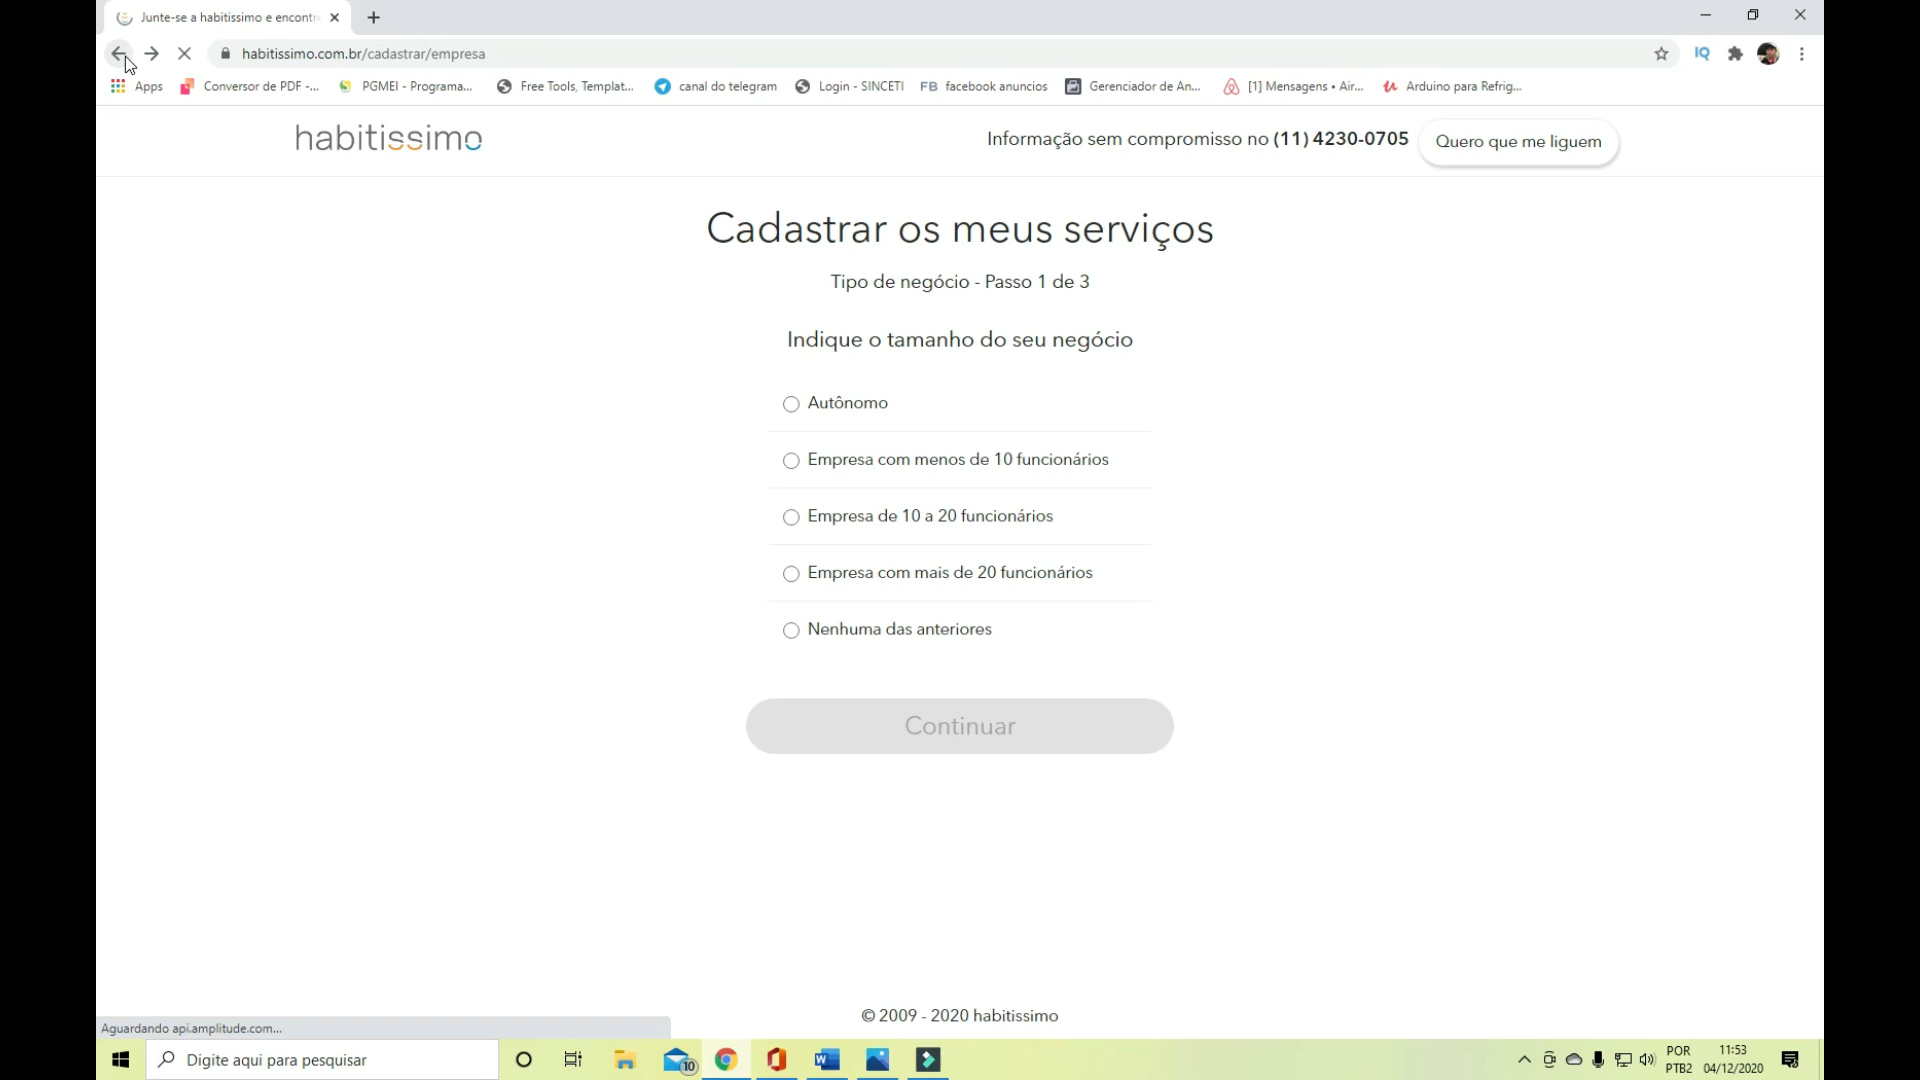 Junte-se a habitissimo e encontr
habitissimo.com.br/cadastrar/empresa
IQ
Apps
Conversor de PDF -...
PGMEI - Programa...
Free Tools, Templat...
canal do telegram
Login - SINCETI
FB facebook anuncios
Gerenciador de An...
[1] Mensagens • Air...
Arduino para Refrig...
habitissimo
Informação sem compromisso no (11) 4230-0705
Quero que me liguem
Cadastrar os meus serviços
Tipo de negócio - Passo 1 de 3
Indique o tamanho do seu negócio
Autônomo
Empresa com menos de 10 funcionários
Empresa de 10 a 20 funcionários
Empresa com mais de 20 funcionários
Nenhuma das anteriores
Continuar
© 2009 - 2020 habitissimo
Aguardando api.amplitude.com...
Digite aqui para pesquisar
10
POR
PTB2
11:53
04/12/2020